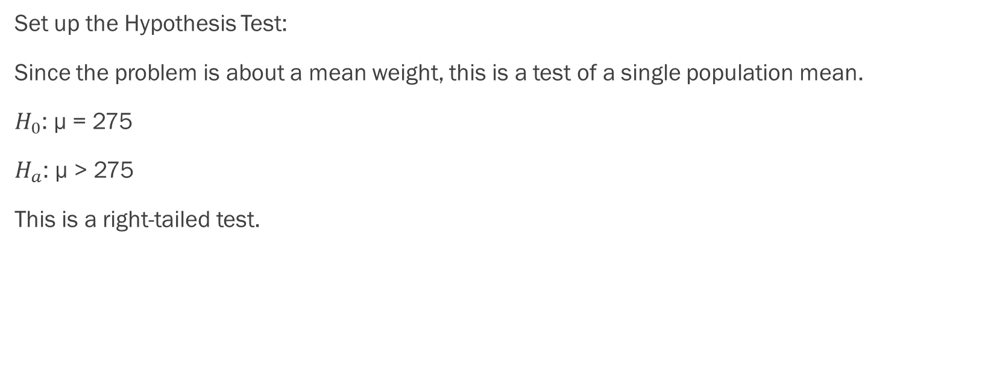 Set up the Hypothesis Test:
Since the problem is about a mean weight, this is a test of a single population mean.
H₀: μ = 275
Hₐ: μ > 275
This is a right-tailed test.